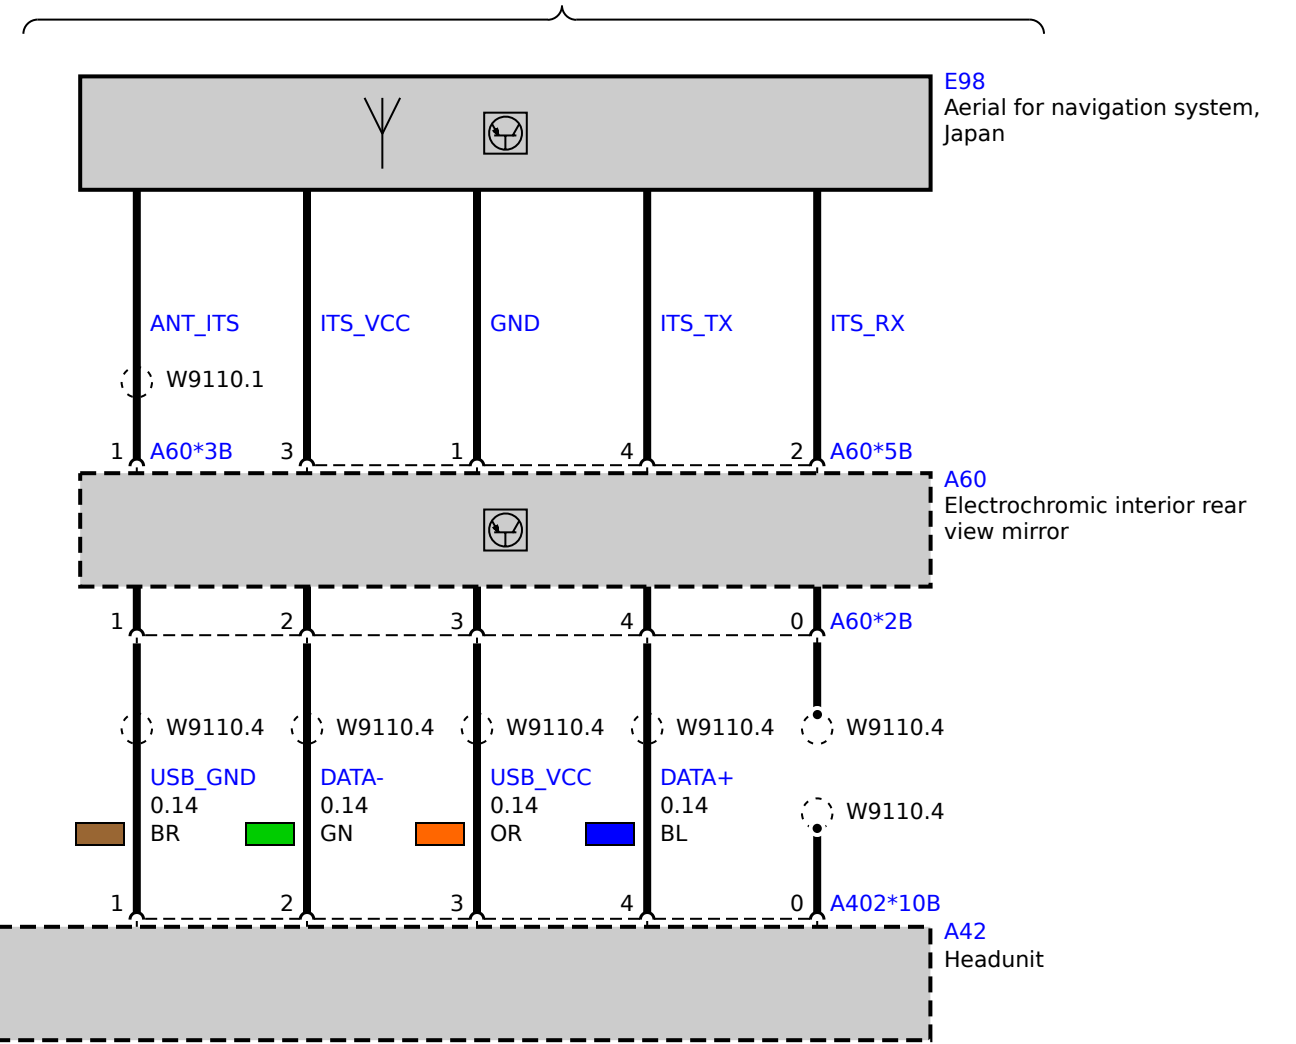 E98
Aerial for navigation system,
Japan
ANT_ITS ITS_VCC GND ITS_TX ITS_RX
W9110.1
1 A60*3B 3 1 4 2 A60*5B
A60
Electrochromic interior rear
view mirror
1 2 3 4 0 A60*2B
W9110.4 W9110.4 W9110.4 W9110.4 W9110.4
USB_GND DATA- USB_VCC DATA+
0.14 0.14 0.14 0.14
W9110.4
BR GN OR BL
1 2 3 4 0 A402*10B
A42
Headunit